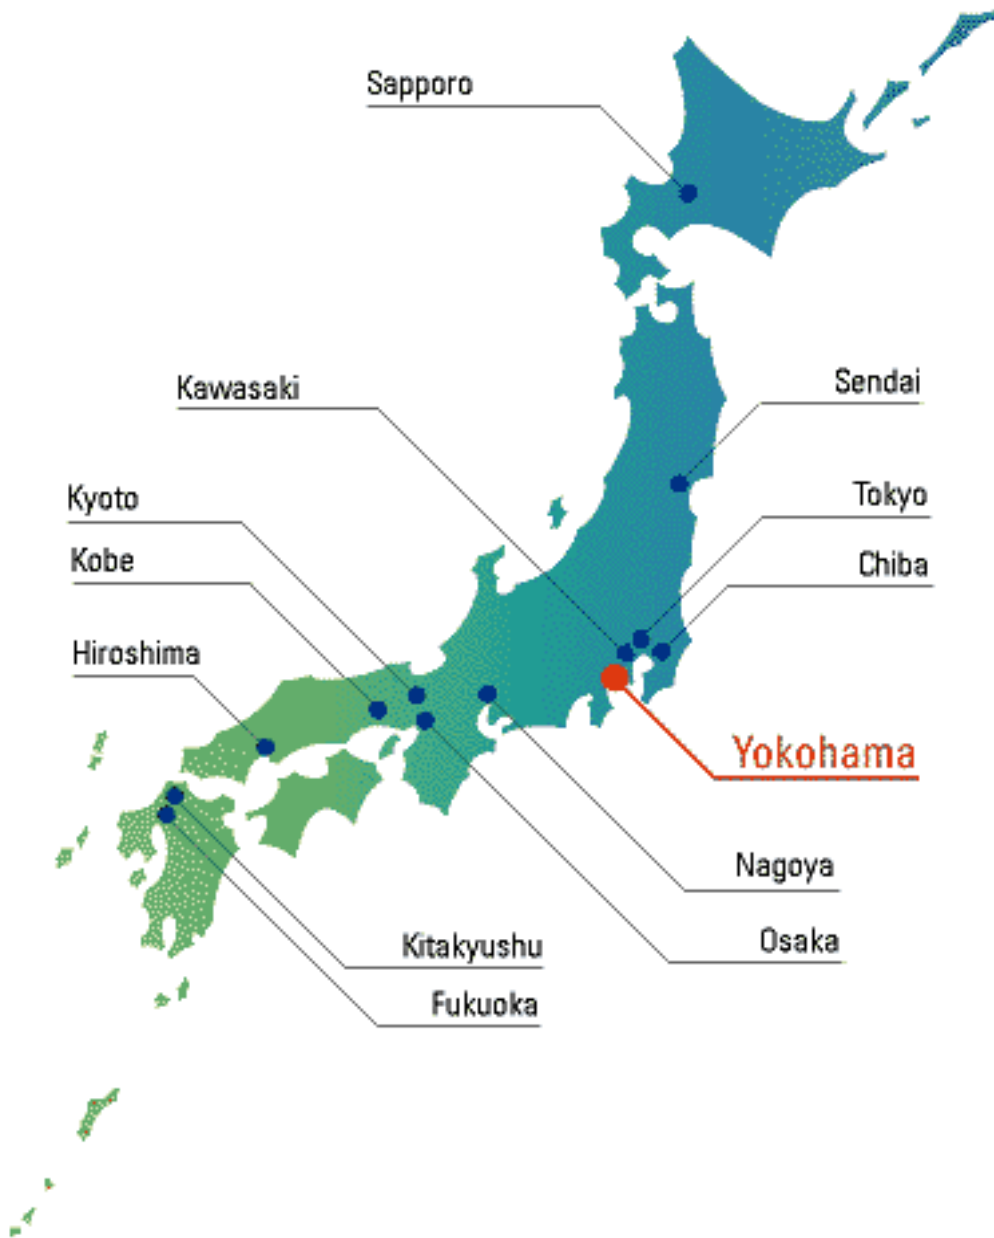 Sapporo
Kawasaki
Sendai
Kyoto
Tokyo
Kobe
Chiba
Hiroshima
Yokohama
Nagoya
Osaka
Kitakyushu
Fukuoka